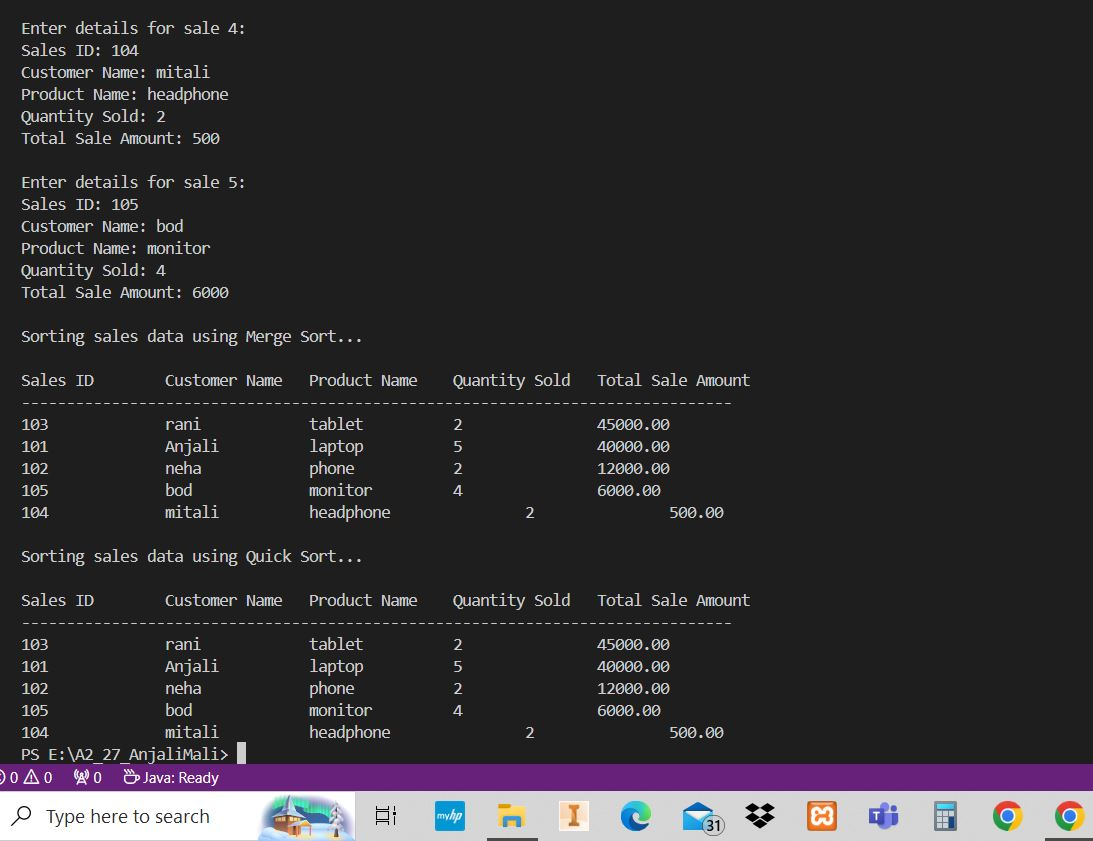 Enter details for sale 4:
Sales ID: 104
Customer Name: mitali
Product Name: headphone
Quantity Sold: 2
Total Sale Amount: 500
Enter details for sale 5:
Sales ID: 105
Customer Name: bod
Product Name: monitor
Quantity Sold: 4
Total Sale Amount: 6000
Sorting sales data using Merge Sort...
Sales ID Customer Name Product Name Quantity Sold Total Sale Amount
--------------------------------------------------------------------------------
103 rani tablet 2 45000.00
101 Anjali laptop 5 40000.00
102 neha phone 2 12000.00
105 bod monitor 4 6000.00
104 mitali headphone 2 500.00
Sorting sales data using Quick Sort...
Sales ID Customer Name Product Name Quantity Sold Total Sale Amount
--------------------------------------------------------------------------------
103 rani tablet 2 45000.00
101 Anjali laptop 5 40000.00
102 neha phone 2 12000.00
105 bod monitor 4 6000.00
104 mitali headphone 2 500.00
PS E:\A2_27_AnjaliMali>
0 0 0 Java: Ready
Type here to search myhp I 31 T